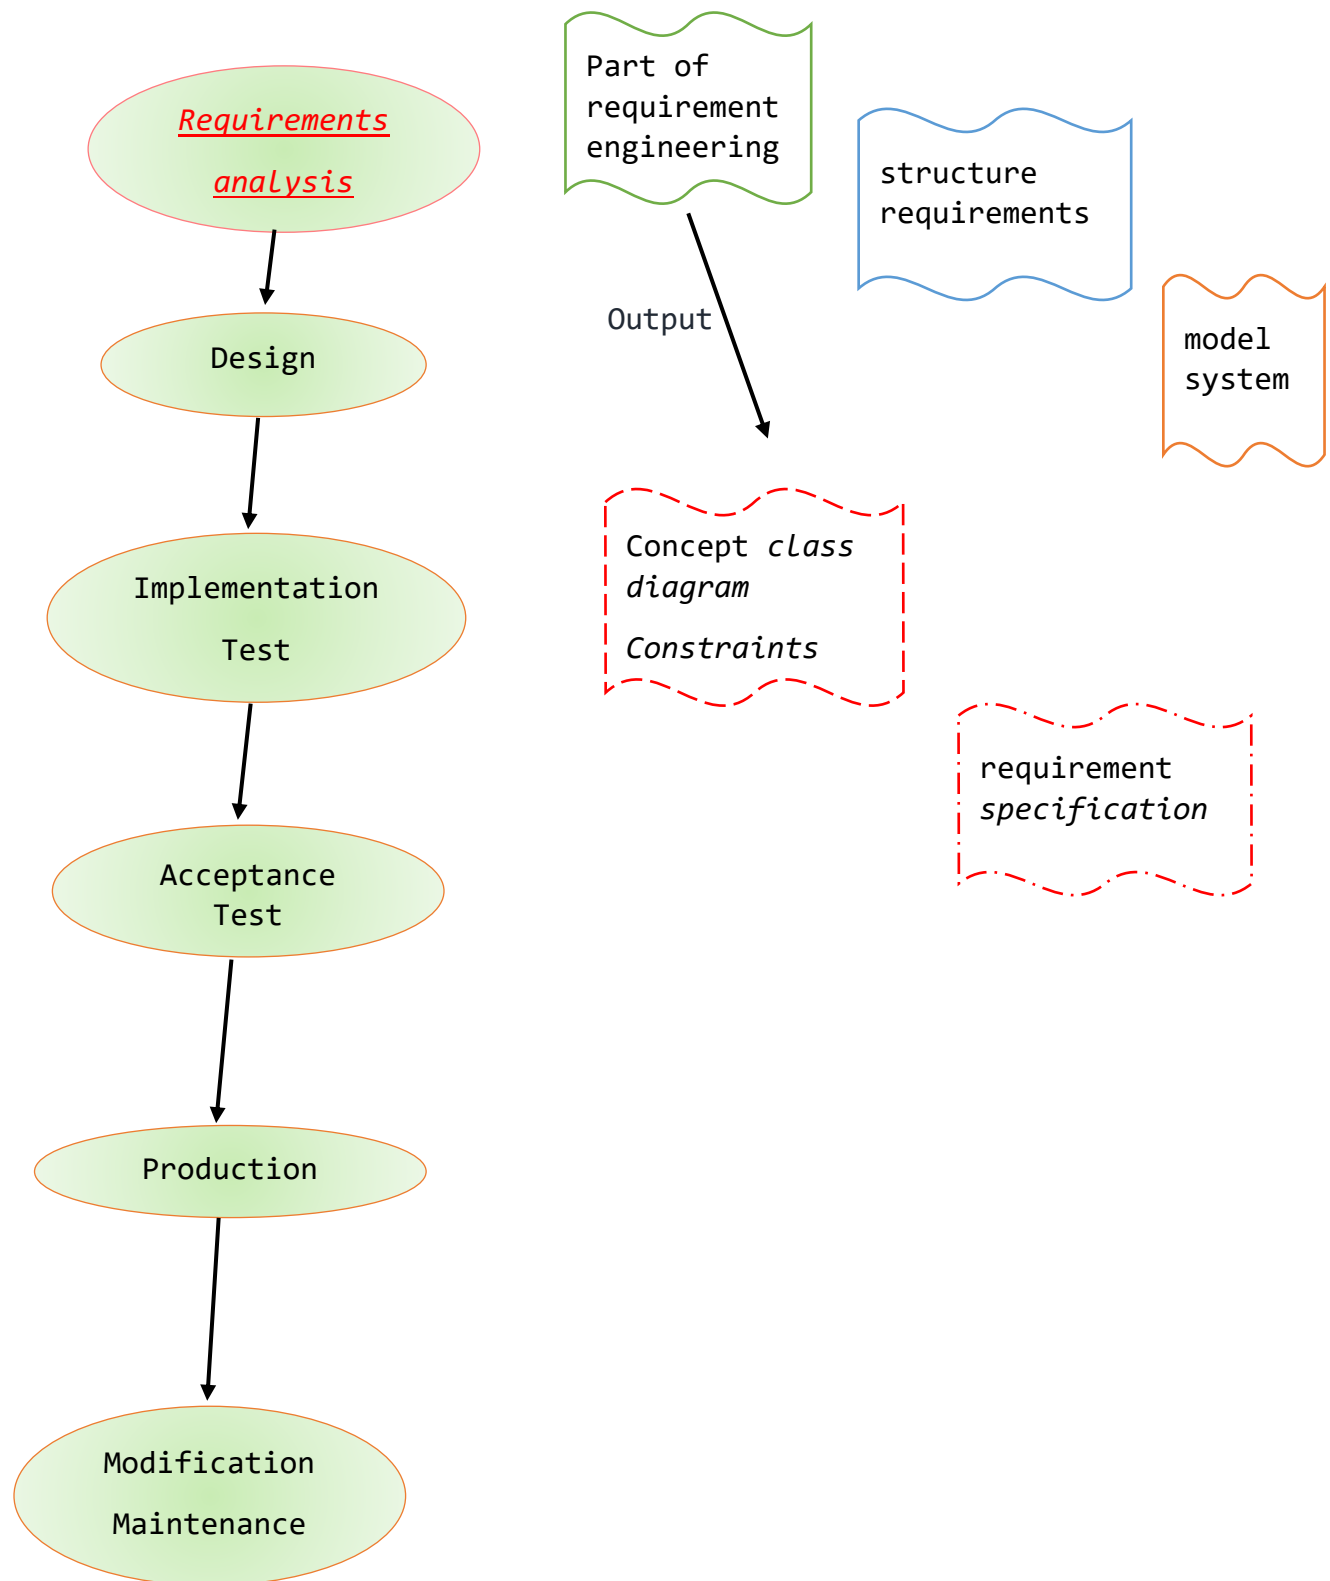 Requirements
analysis
Design
Implementation
Test
Acceptance
Test
Production
Modification
Maintenance
Part of
requirement
engineering
structure
requirements
model
system
Output
Concept class
diagram
Constraints
requirement
specification